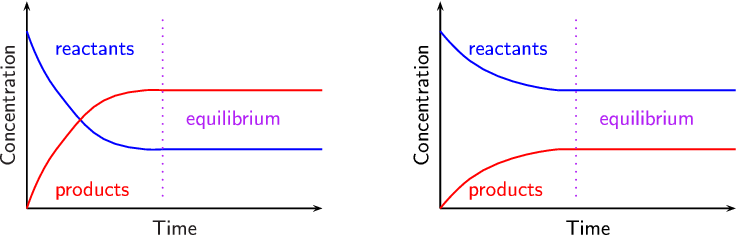 Concentration
reactants
equilibrium
products
Time
Concentration
reactants
equilibrium
products
Time